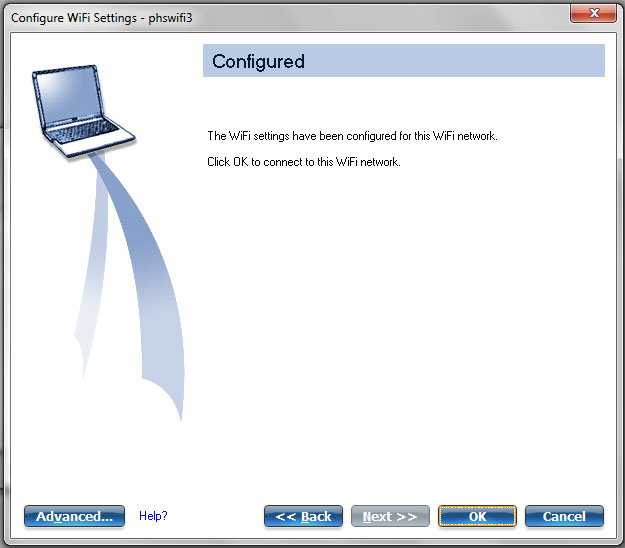 Configure WiFi Settings - phswifi3
X
Configured
The WiFi settings have been configured for this WiFi network.
Click OK to connect to this WiFi network.
Advanced... Help? << Back Next >> OK Cancel